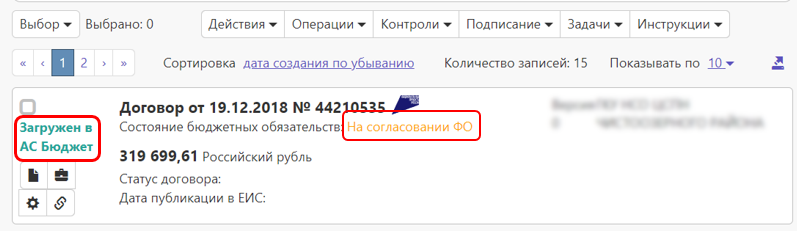 Выбор Выбрано: 0 Действия Операции Контроли Подписание Задачи Инструкции
« ‹ 1 2 › » Сортировка дата создания по убыванию Количество записей: 15 Показывать по 10
Договор от 19.12.2018 № 44210535
Загружен в
АС Бюджет
Состояние бюджетных обязательств: На согласовании ФО
319 699,61 Российский рубль
Статус договора:
Дата публикации в ЕИС: